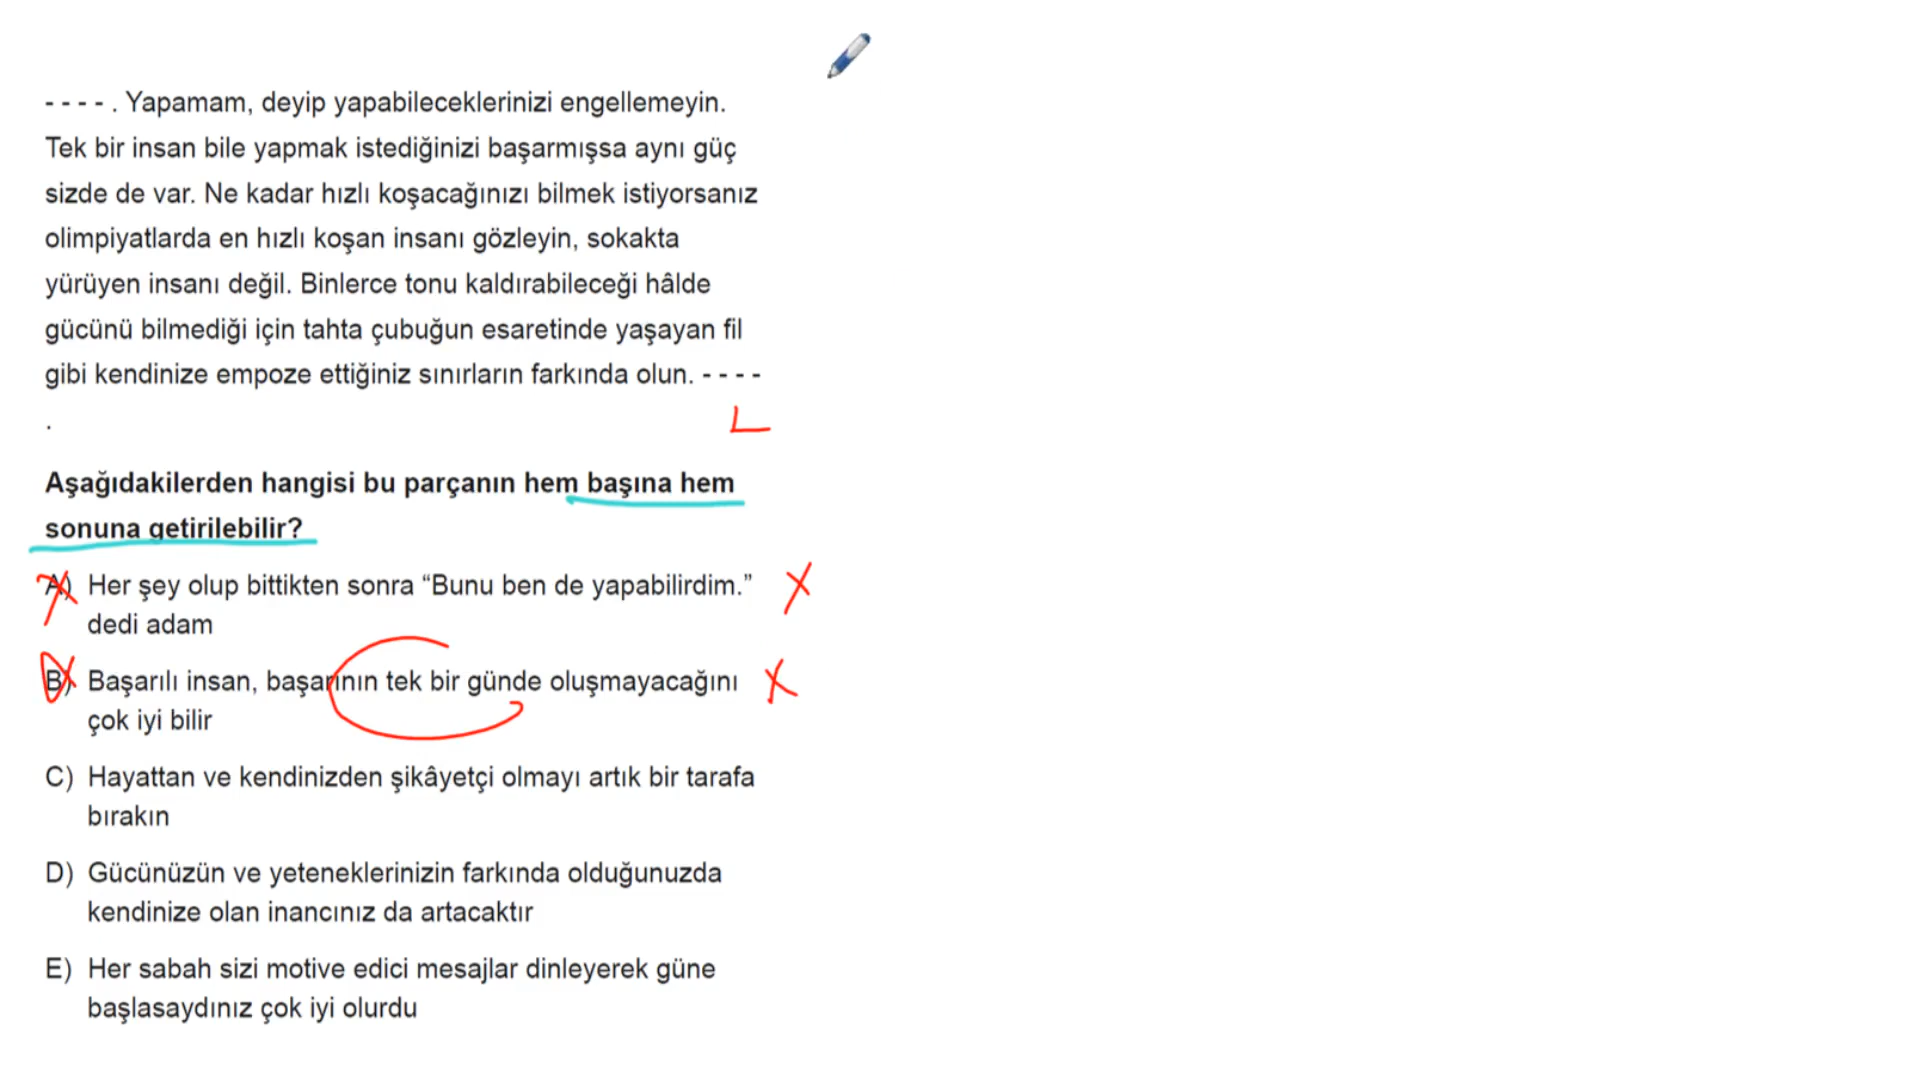 - - - - . Yapamam, deyip yapabileceklerinizi engellemeyin.
Tek bir insan bile yapmak istediğinizi başarmışsa aynı güç
sizde de var. Ne kadar hızlı koşacağınızı bilmek istiyorsanız
olimpiyatlarda en hızlı koşan insanı gözleyin, sokakta
yürüyen insanı değil. Binlerce tonu kaldırabileceği hâlde
gücünü bilmediği için tahta çubuğun esaretinde yaşayan fil
gibi kendinize empoze ettiğiniz sınırların farkında olun. - - - -
.
Aşağıdakilerden hangisi bu parçanın hem başına hem
sonuna getirilebilir?
A) Her şey olup bittikten sonra “Bunu ben de yapabilirdim.”
dedi adam
B) Başarılı insan, başarının tek bir günde oluşmayacağını
çok iyi bilir
C) Hayattan ve kendinizden şikâyetçi olmayı artık bir tarafa
bırakın
D) Gücünüzün ve yeteneklerinizin farkında olduğunuzda
kendinize olan inancınız da artacaktır
E) Her sabah sizi motive edici mesajlar dinleyerek güne
başlasaydınız çok iyi olurdu